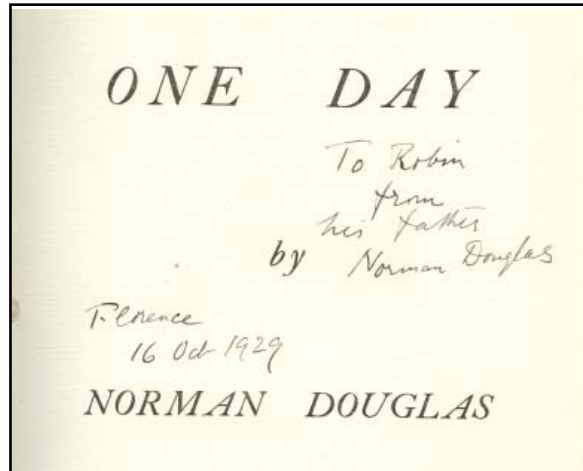 ONE DAY
To Robin
from
his father
by Norman Douglas
Florence
16 Oct 1929
NORMAN DOUGLAS